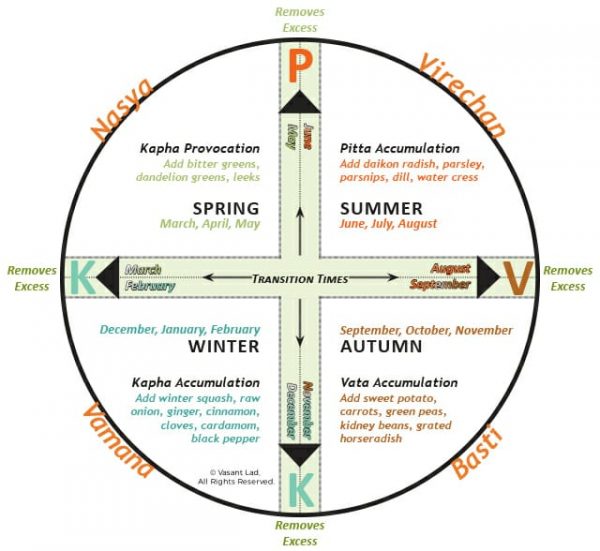 Removes
Excess
P
Nasya
Virechan
May
June
Kapha Provocation
Add bitter greens,
dandelion greens, leeks
SPRING
March, April, May
Pitta Accumulation
Add daikon radish, parsley,
parsnips, dill, water cress
SUMMER
June, July, August
Removes
Excess
K
March
February
TRANSITION TIMES
August
September
V
Removes
Excess
December, January, February
WINTER
Kapha Accumulation
Add winter squash, raw
onion, ginger, cinnamon,
cloves, cardamom,
black pepper
September, October, November
AUTUMN
Vata Accumulation
Add sweet potato,
carrots, green peas,
kidney beans, grated
horseradish
December
November
Vamana
Basti
© Vasant Lad,
All Rights Reserved.
K
Removes
Excess